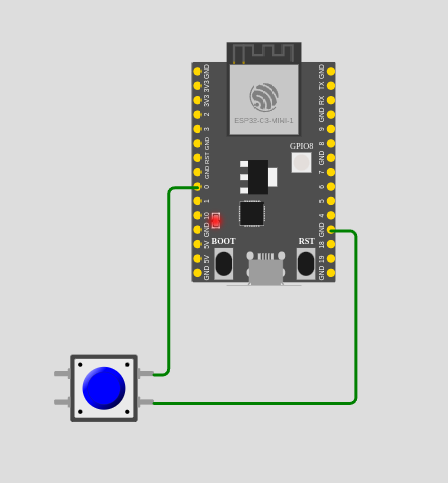 ESP32-C3-MINI-1
GPIO8
BOOT
RST
GND
3V3
3V3
2
3
GND
RST
GND
0
1
10
GND
5V
5V
GND
GND
TX
RX
GND
9
8
GND
7
6
5
4
GND
18
19
GND